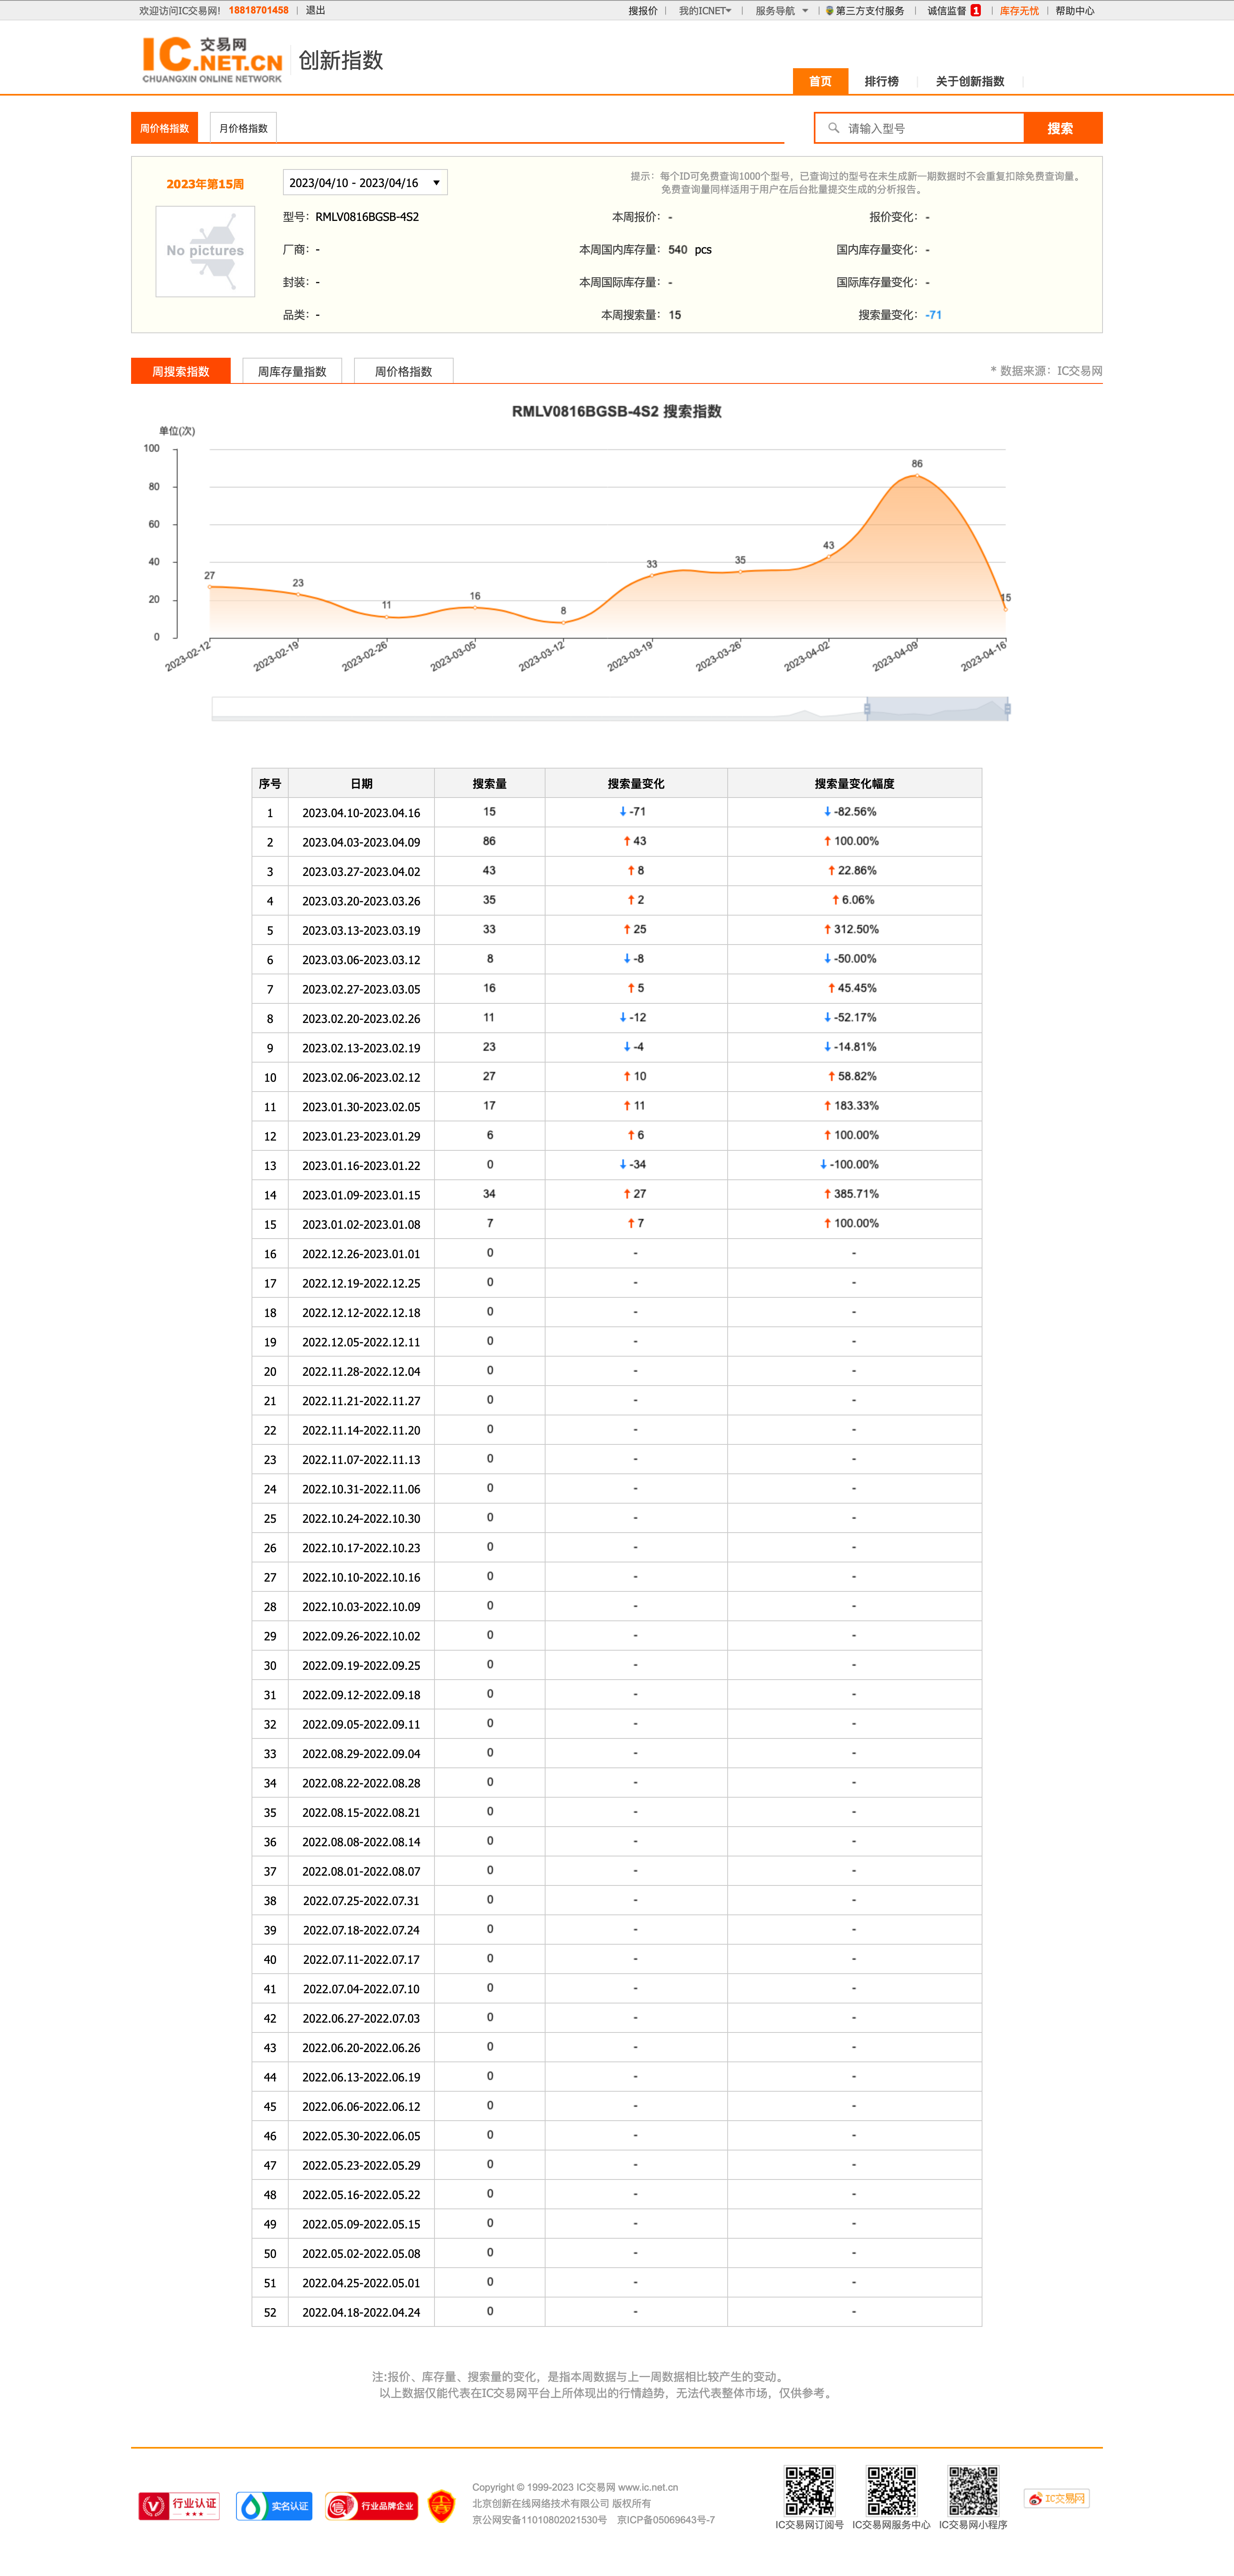 欢迎访问IC交易网! 18818701458 | 退出 搜报价 | 我的ICNET | 服务导航 | 第三方支付服务 | 诚信监督 1 | 库存无忧 | 帮助中心
IC 交易网 .NET.CN CHUANGXIN ONLINE NETWORK 创新指数
首页 排行榜 关于创新指数
周价格指数 月价格指数 请输入型号 搜索
2023年第15周 2023/04/10 - 2023/04/16
提示：每个ID可免费查询1000个型号，已查询过的型号在未生成新一期数据时不会重复扣除免费查询量。
免费查询量同样适用于用户在后台批量提交生成的分析报告。
No pictures
型号：RMLV0816BGSB-4S2 本周报价：- 报价变化：-
厂商：- 本周国内库存量：540 pcs 国内库存量变化：-
封装：- 本周国际库存量：- 国际库存量变化：-
品类：- 本周搜索量：15 搜索量变化：-71
周搜索指数 周库存量指数 周价格指数 * 数据来源：IC交易网
RMLV0816BGSB-4S2 搜索指数
单位(次)
100
80
60
40
20
0
27 23 11 16 8 33 35 43 86 15
2023-02-12 2023-02-19 2023-02-26 2023-03-05 2023-03-12 2023-03-19 2023-03-26 2023-04-02 2023-04-09 2023-04-16
序号 日期 搜索量 搜索量变化 搜索量变化幅度
1 2023.04.10-2023.04.16 15 ↓-71 ↓-82.56%
2 2023.04.03-2023.04.09 86 ↑43 ↑100.00%
3 2023.03.27-2023.04.02 43 ↑8 ↑22.86%
4 2023.03.20-2023.03.26 35 ↑2 ↑6.06%
5 2023.03.13-2023.03.19 33 ↑25 ↑312.50%
6 2023.03.06-2023.03.12 8 ↓-8 ↓-50.00%
7 2023.02.27-2023.03.05 16 ↑5 ↑45.45%
8 2023.02.20-2023.02.26 11 ↓-12 ↓-52.17%
9 2023.02.13-2023.02.19 23 ↓-4 ↓-14.81%
10 2023.02.06-2023.02.12 27 ↑10 ↑58.82%
11 2023.01.30-2023.02.05 17 ↑11 ↑183.33%
12 2023.01.23-2023.01.29 6 ↑6 ↑100.00%
13 2023.01.16-2023.01.22 0 ↓-34 ↓-100.00%
14 2023.01.09-2023.01.15 34 ↑27 ↑385.71%
15 2023.01.02-2023.01.08 7 ↑7 ↑100.00%
16 2022.12.26-2023.01.01 0 - -
17 2022.12.19-2022.12.25 0 - -
18 2022.12.12-2022.12.18 0 - -
19 2022.12.05-2022.12.11 0 - -
20 2022.11.28-2022.12.04 0 - -
21 2022.11.21-2022.11.27 0 - -
22 2022.11.14-2022.11.20 0 - -
23 2022.11.07-2022.11.13 0 - -
24 2022.10.31-2022.11.06 0 - -
25 2022.10.24-2022.10.30 0 - -
26 2022.10.17-2022.10.23 0 - -
27 2022.10.10-2022.10.16 0 - -
28 2022.10.03-2022.10.09 0 - -
29 2022.09.26-2022.10.02 0 - -
30 2022.09.19-2022.09.25 0 - -
31 2022.09.12-2022.09.18 0 - -
32 2022.09.05-2022.09.11 0 - -
33 2022.08.29-2022.09.04 0 - -
34 2022.08.22-2022.08.28 0 - -
35 2022.08.15-2022.08.21 0 - -
36 2022.08.08-2022.08.14 0 - -
37 2022.08.01-2022.08.07 0 - -
38 2022.07.25-2022.07.31 0 - -
39 2022.07.18-2022.07.24 0 - -
40 2022.07.11-2022.07.17 0 - -
41 2022.07.04-2022.07.10 0 - -
42 2022.06.27-2022.07.03 0 - -
43 2022.06.20-2022.06.26 0 - -
44 2022.06.13-2022.06.19 0 - -
45 2022.06.06-2022.06.12 0 - -
46 2022.05.30-2022.06.05 0 - -
47 2022.05.23-2022.05.29 0 - -
48 2022.05.16-2022.05.22 0 - -
49 2022.05.09-2022.05.15 0 - -
50 2022.05.02-2022.05.08 0 - -
51 2022.04.25-2022.05.01 0 - -
52 2022.04.18-2022.04.24 0 - -
注:报价、库存量、搜索量的变化，是指本周数据与上一周数据相比较产生的变动。
以上数据仅能代表在IC交易网平台上所体现出的行情趋势，无法代表整体市场，仅供参考。
行业认证 实名认证 行业品牌企业
Copyright © 1999-2023 IC交易网 www.ic.net.cn
北京创新在线网络技术有限公司 版权所有
京公网安备11010802021530号 京ICP备05069643号-7
IC交易网订阅号 IC交易网服务中心 IC交易网小程序
IC交易网